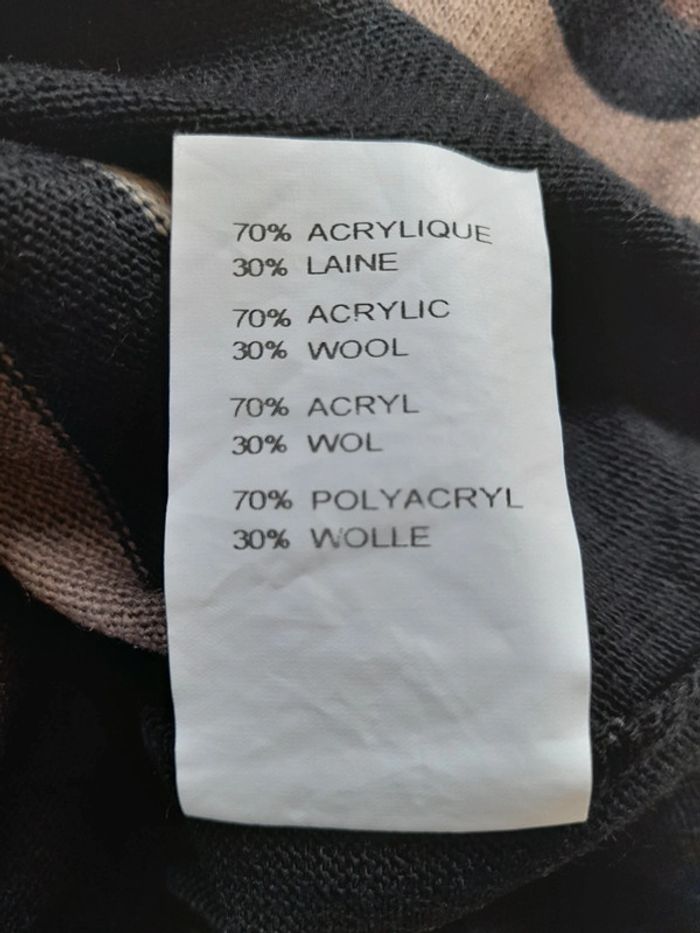 70% ACRYLIQUE
30% LAINE
70% ACRYLIC
30% WOOL
70% ACRYL
30% WOL
70% POLYACRYL
30% WOLLE